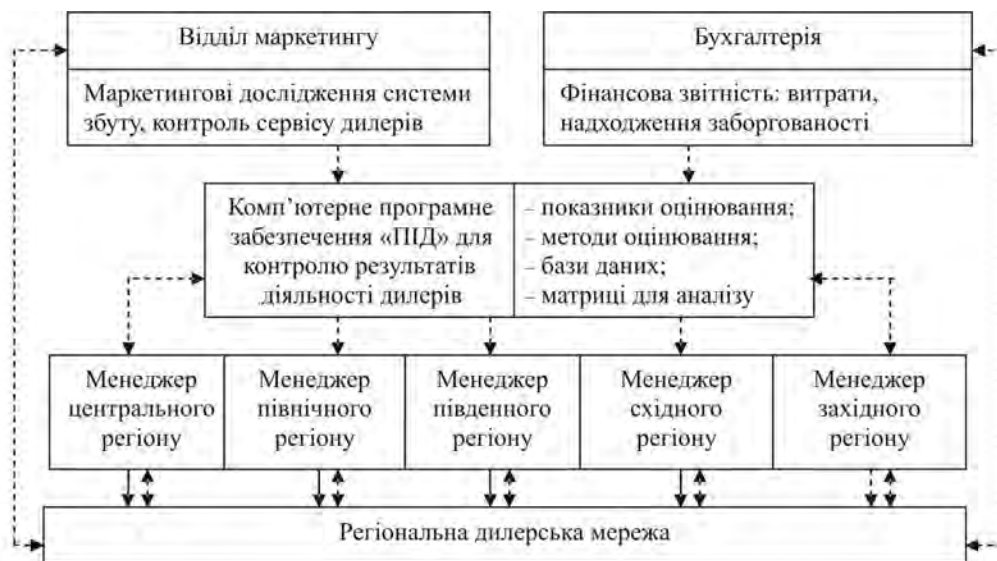 Відділ маркетингу
Маркетингові дослідження системи
збуту, контроль сервісу дилерів
Бухгалтерія
Фінансова звітність: витрати,
надходження заборгованості
Комп’ютерне програмне
забезпечення «ПІД» для
контролю результатів
діяльності дилерів
– показники оцінювання;
– методи оцінювання;
– бази даних;
– матриці для аналізу
Менеджер
центрального
регіону
Менеджер
північного
регіону
Менеджер
південного
регіону
Менеджер
східного
регіону
Менеджер
західного
регіону
Регіональна дилерська мережа